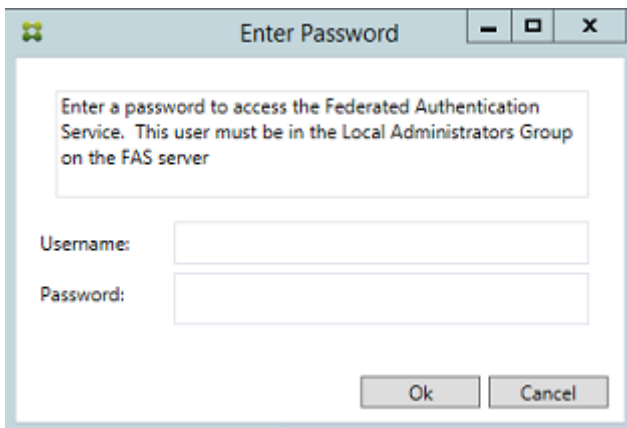 Enter Password
Enter a password to access the Federated Authentication
Service.  This user must be in the Local Administrators Group
on the FAS server
Username:
Password:
Ok Cancel